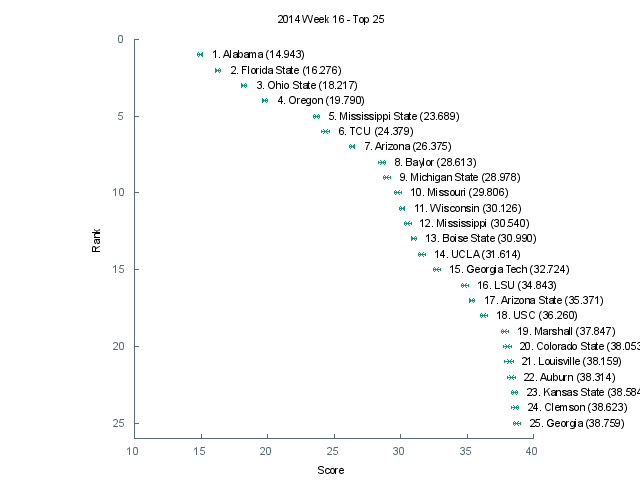 2014 Week 16 - Top 25
0
1. Alabama (14.943)
2. Florida State (16.276)
3. Ohio State (18.217)
4. Oregon (19.790)
5
5. Mississippi State (23.689)
6. TCU (24.379)
7. Arizona (26.375)
8. Baylor (28.613)
9. Michigan State (28.978)
10
10. Missouri (29.806)
11. Wisconsin (30.126)
12. Mississippi (30.540)
Rank
13. Boise State (30.990)
14. UCLA (31.614)
15
15. Georgia Tech (32.724)
16. LSU (34.843)
17. Arizona State (35.371)
18. USC (36.260)
19. Marshall (37.847)
20
20. Colorado State (38.053
21. Louisville (38.159)
22. Auburn (38.314)
23. Kansas State (38.584
24. Clemson (38.623)
25
25. Georgia (38.759)
10 15 20 25 30 35 40
Score